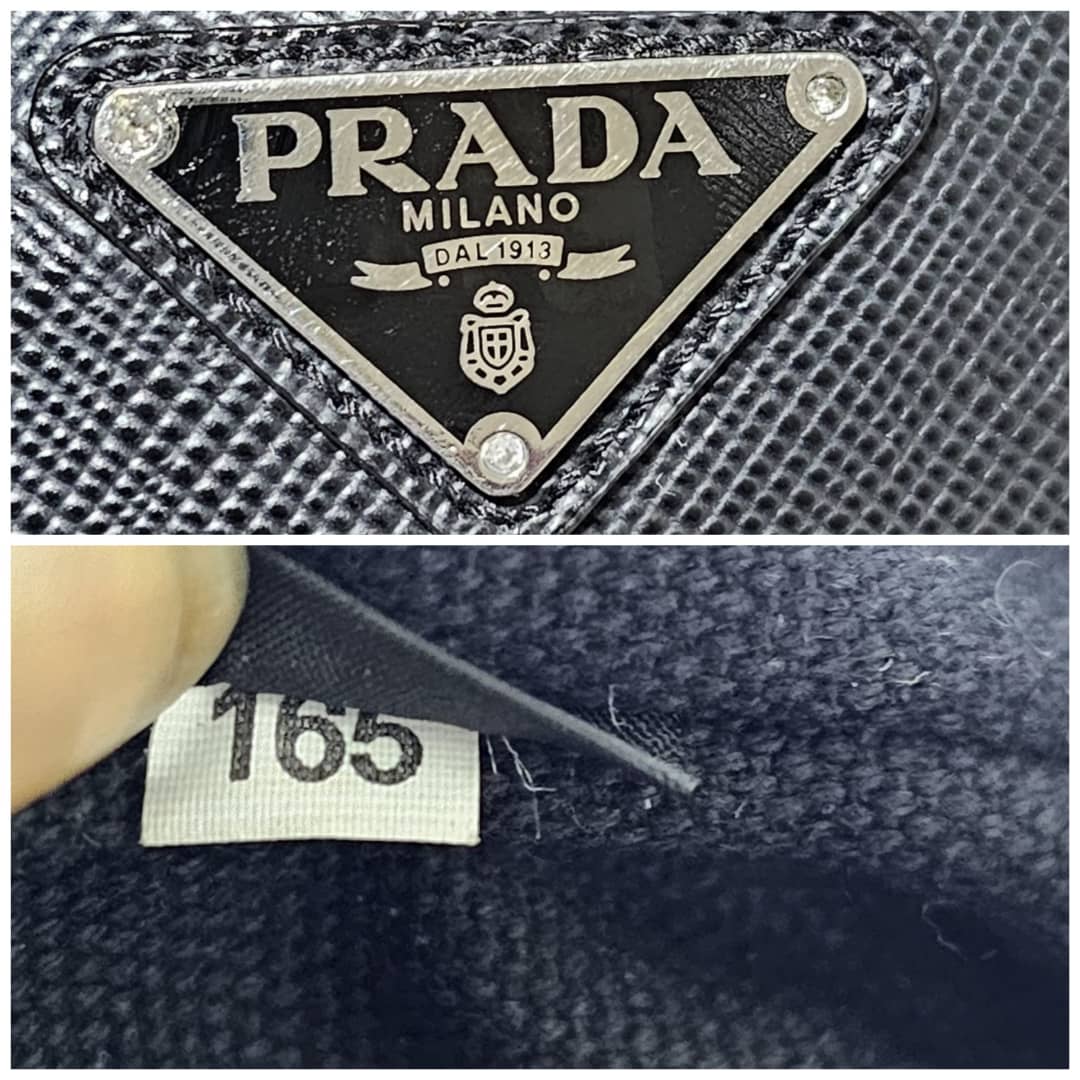 PRADA
MILANO
DAL 1913
165